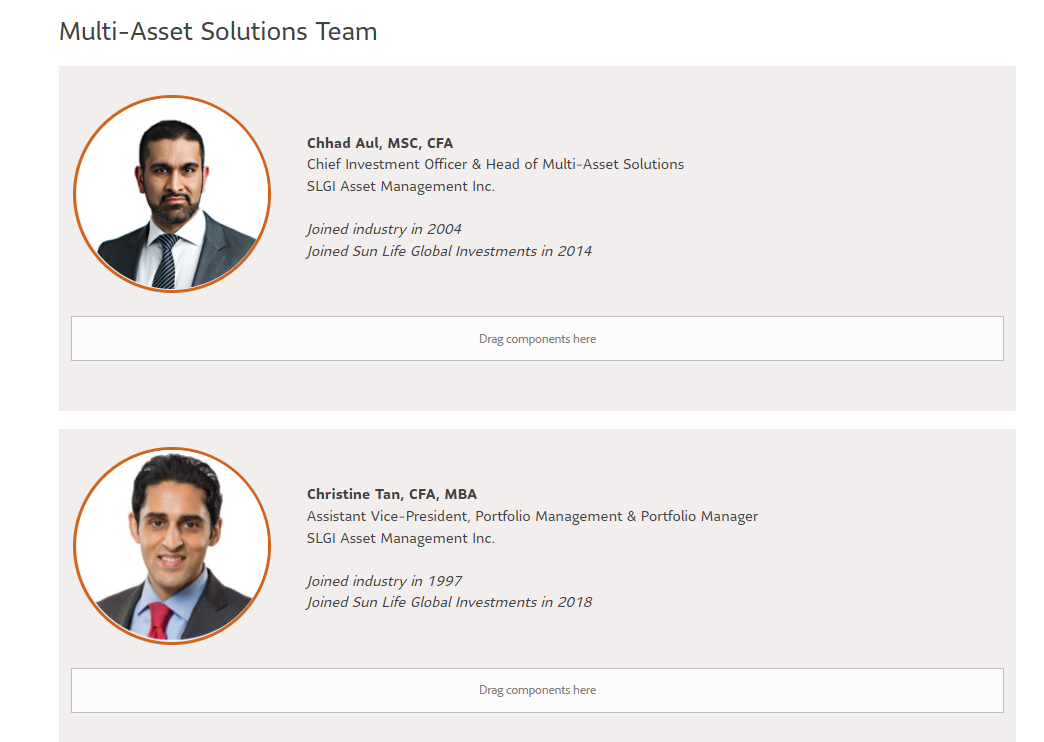 Multi-Asset Solutions Team
Chhad Aul, MSC, CFA
Chief Investment Officer & Head of Multi-Asset Solutions
SLGI Asset Management Inc.
Joined industry in 2004
Joined Sun Life Global Investments in 2014
Drag components here
Christine Tan, CFA, MBA
Assistant Vice-President, Portfolio Management & Portfolio Manager
SLGI Asset Management Inc.
Joined industry in 1997
Joined Sun Life Global Investments in 2018
Drag components here